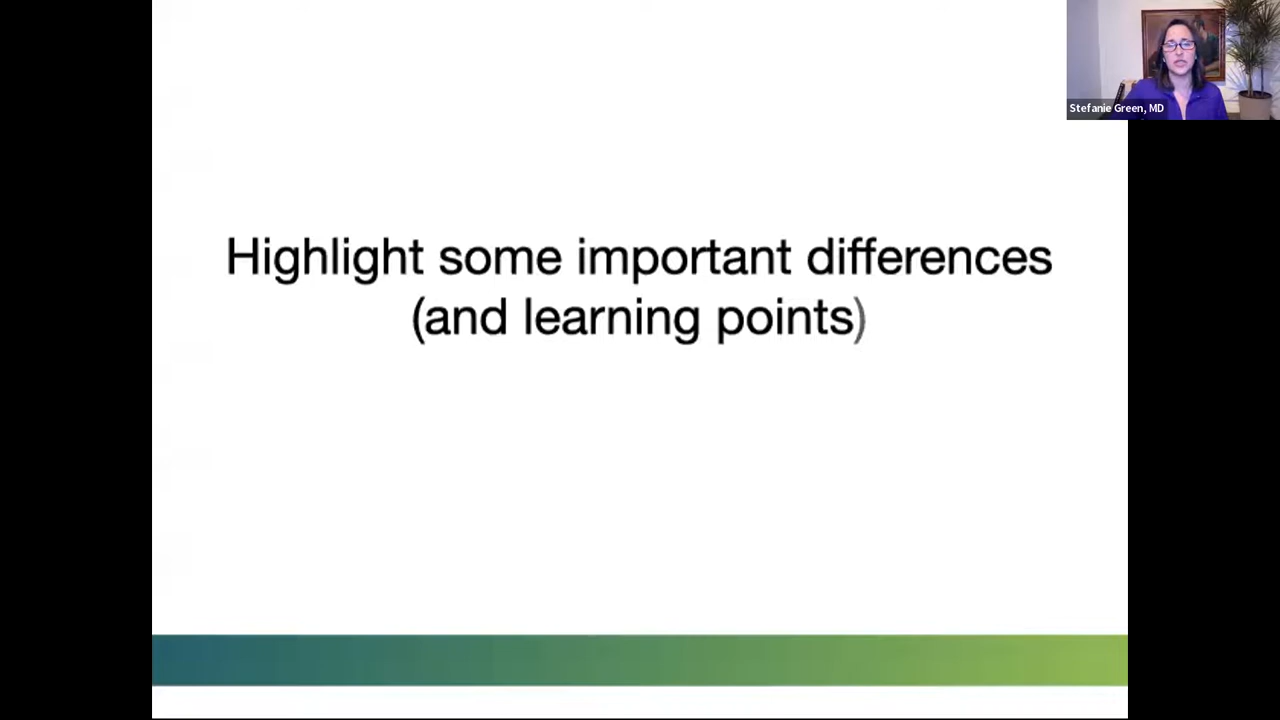 Stefanie Green, MD
Highlight some important differences
(and learning points)